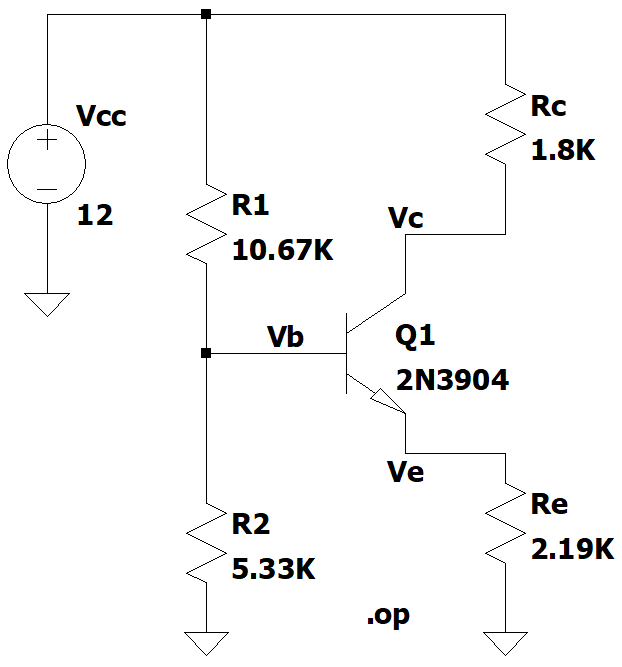 Vcc
12
R1
10.67K
Rc
1.8K
Vc
Vb
Q1
2N3904
Ve
R2
5.33K
Re
2.19K
.op